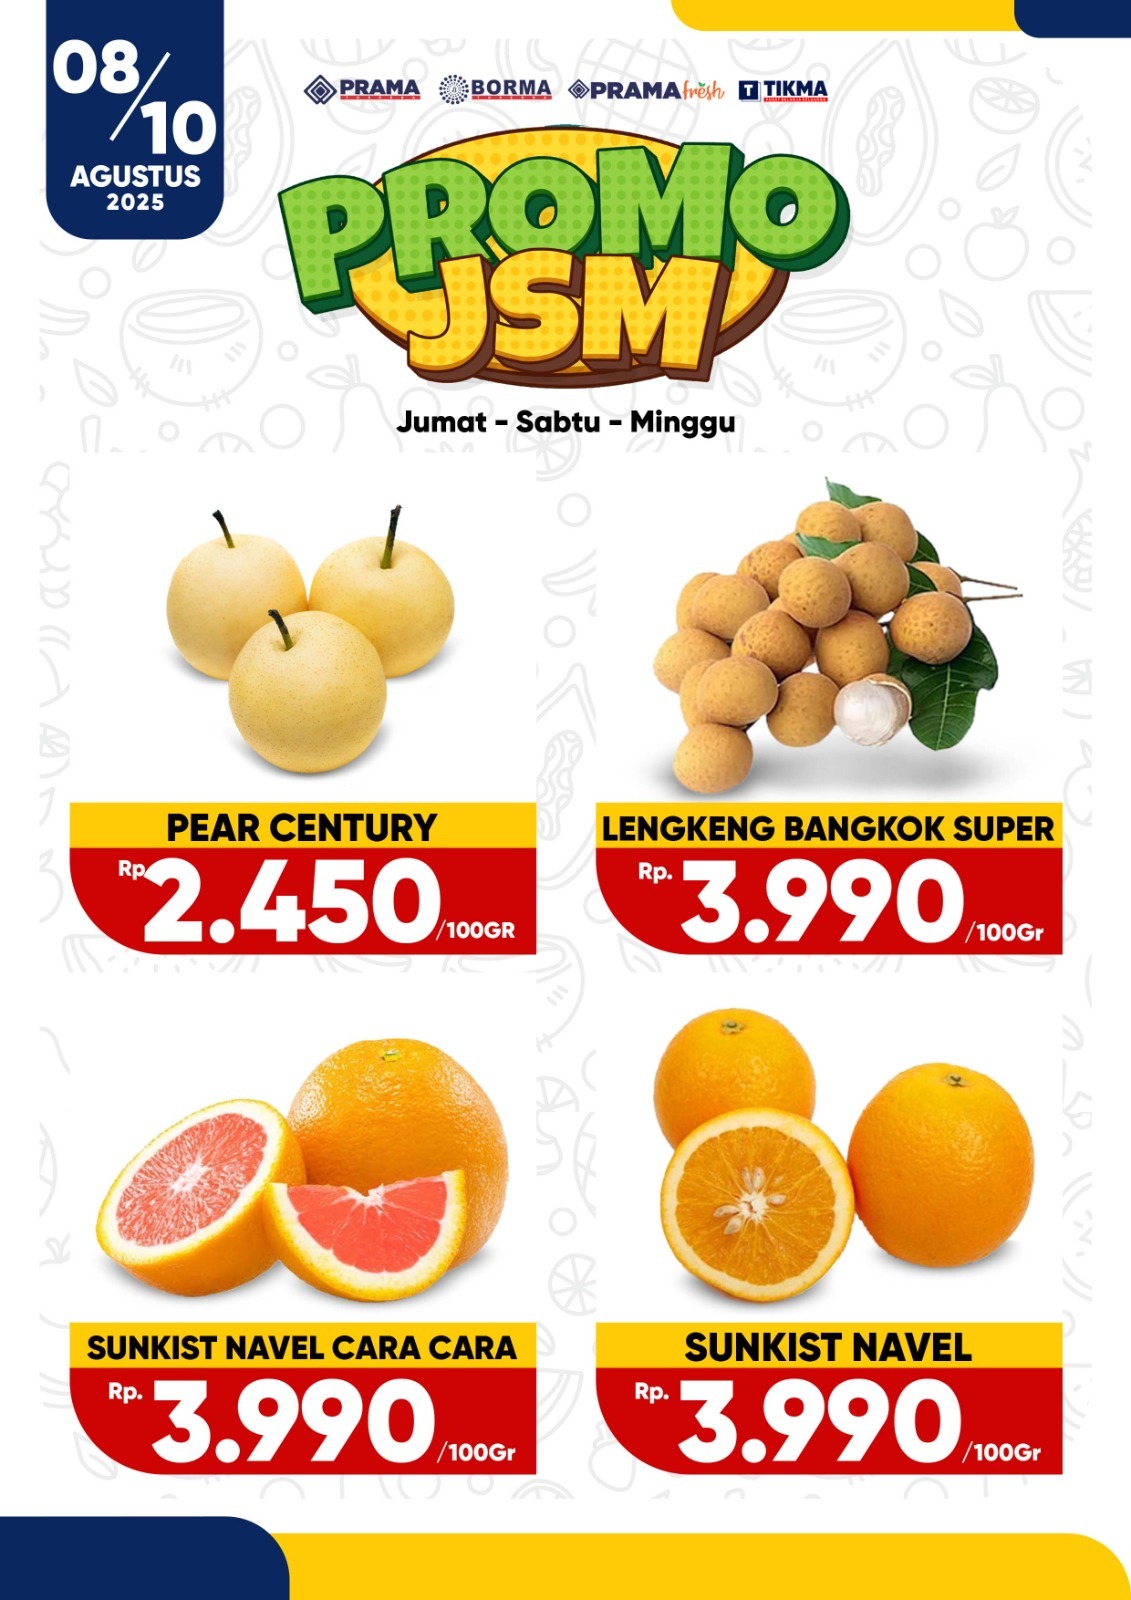 08/10
AGUSTUS
2025
PRAMA BORMA PRAMA fresh T TIKMA
PROMO
JSM
Jumat - Sabtu - Minggu
PEAR CENTURY
Rp. 2.450/100GR
LENGKENG BANGKOK SUPER
Rp. 3.990/100Gr
SUNKIST NAVEL CARA CARA
Rp. 3.990/100Gr
SUNKIST NAVEL
Rp. 3.990/100Gr